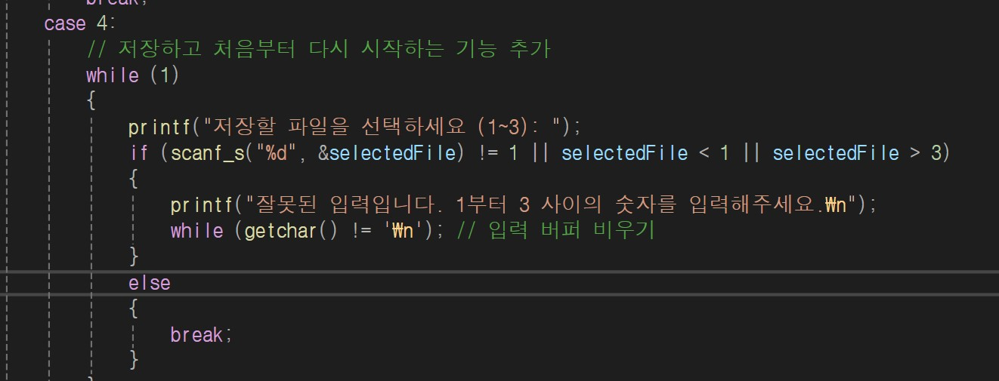 break;
case 4:
// 저장하고 처음부터 다시 시작하는 기능 추가
while (1)
{
printf("저장할 파일을 선택하세요 (1~3): ");
if (scanf_s("%d", &selectedFile) != 1 || selectedFile < 1 || selectedFile > 3)
{
printf("잘못된 입력입니다. 1부터 3 사이의 숫자를 입력해주세요.₩n");
while (getchar() != '₩n'); // 입력 버퍼 비우기
}
else
{
break;
}
}